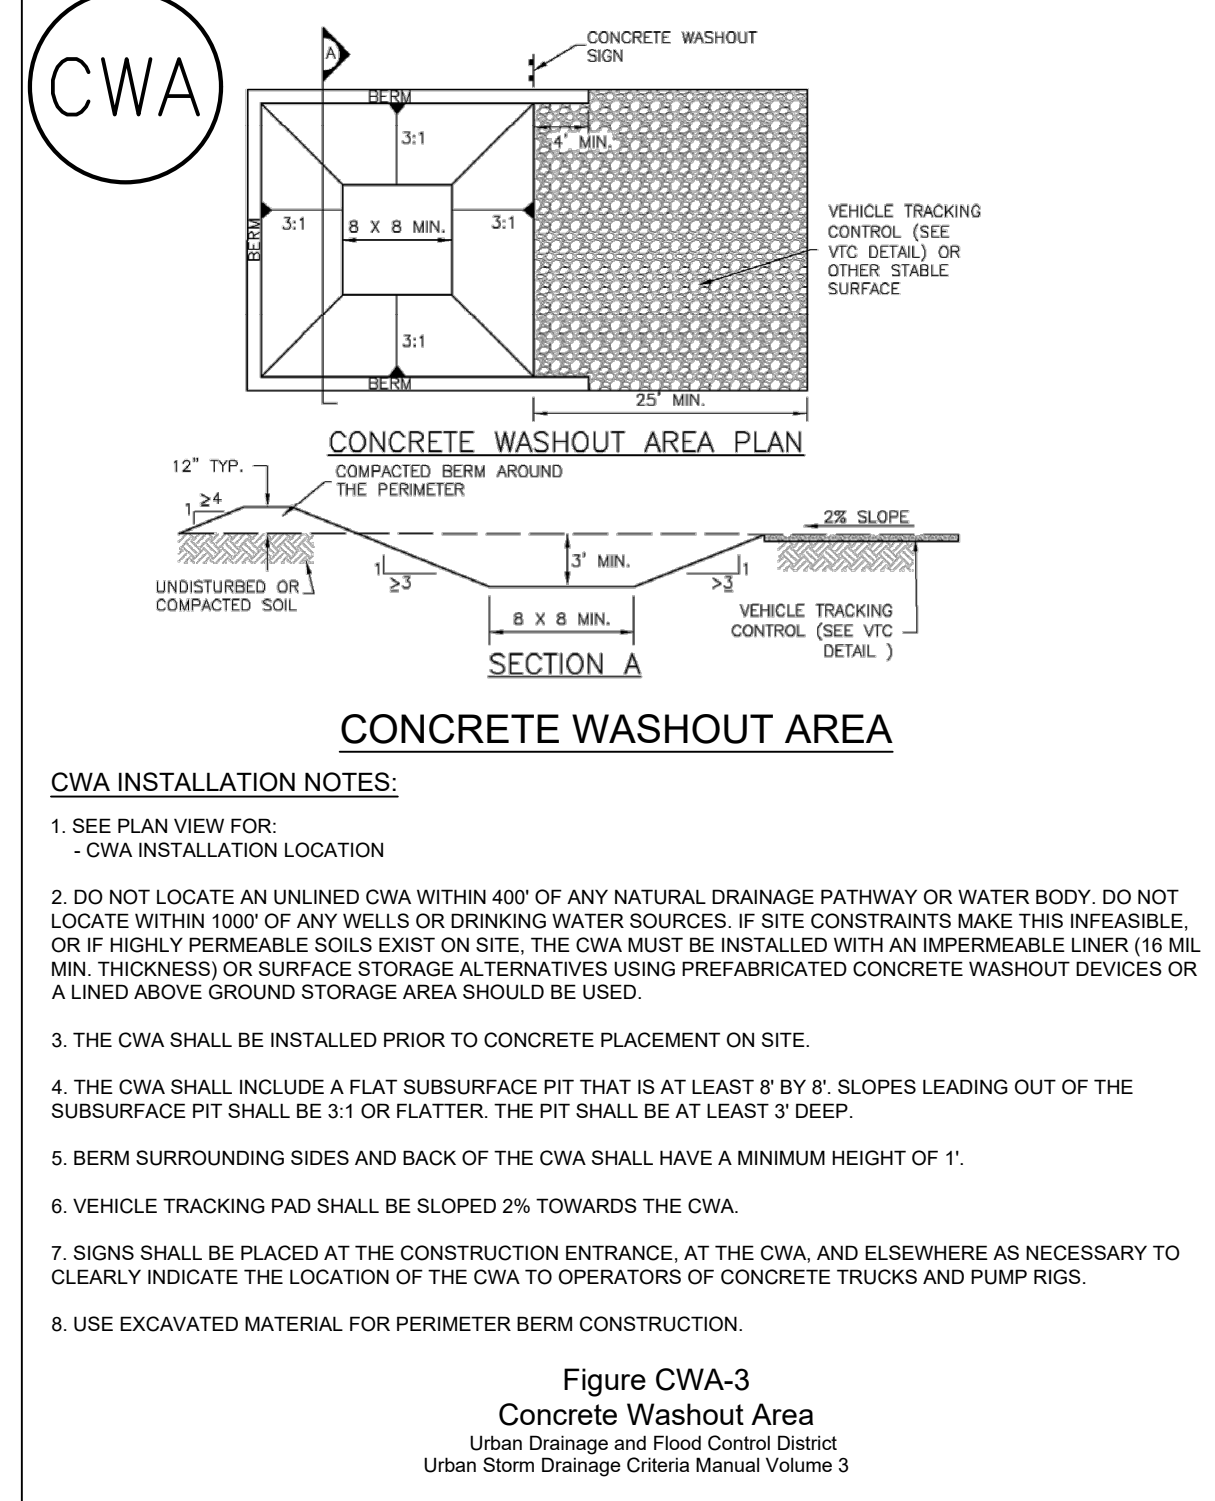 CWA
CONCRETE WASHOUT
SIGN
A
BERM
3:1
4' MIN.
BERM
3:1
8 X 8 MIN.
3:1
VEHICLE TRACKING
CONTROL (SEE
VTC DETAIL) OR
OTHER STABLE
SURFACE
3:1
BERM
25' MIN.
CONCRETE WASHOUT AREA PLAN
12" TYP.
COMPACTED BERM AROUND
THE PERIMETER
1
≥4
2% SLOPE
3' MIN.
1
≥3
1
≥3
UNDISTURBED OR
COMPACTED SOIL
8 X 8 MIN.
VEHICLE TRACKING
CONTROL (SEE VTC
DETAIL )
SECTION A
CONCRETE WASHOUT AREA
CWA INSTALLATION NOTES:
1. SEE PLAN VIEW FOR:
- CWA INSTALLATION LOCATION
2. DO NOT LOCATE AN UNLINED CWA WITHIN 400' OF ANY NATURAL DRAINAGE PATHWAY OR WATER BODY. DO NOT
LOCATE WITHIN 1000' OF ANY WELLS OR DRINKING WATER SOURCES. IF SITE CONSTRAINTS MAKE THIS INFEASIBLE,
OR IF HIGHLY PERMEABLE SOILS EXIST ON SITE, THE CWA MUST BE INSTALLED WITH AN IMPERMEABLE LINER (16 MIL
MIN. THICKNESS) OR SURFACE STORAGE ALTERNATIVES USING PREFABRICATED CONCRETE WASHOUT DEVICES OR
A LINED ABOVE GROUND STORAGE AREA SHOULD BE USED.
3. THE CWA SHALL BE INSTALLED PRIOR TO CONCRETE PLACEMENT ON SITE.
4. THE CWA SHALL INCLUDE A FLAT SUBSURFACE PIT THAT IS AT LEAST 8' BY 8'. SLOPES LEADING OUT OF THE
SUBSURFACE PIT SHALL BE 3:1 OR FLATTER. THE PIT SHALL BE AT LEAST 3' DEEP.
5. BERM SURROUNDING SIDES AND BACK OF THE CWA SHALL HAVE A MINIMUM HEIGHT OF 1'.
6. VEHICLE TRACKING PAD SHALL BE SLOPED 2% TOWARDS THE CWA.
7. SIGNS SHALL BE PLACED AT THE CONSTRUCTION ENTRANCE, AT THE CWA, AND ELSEWHERE AS NECESSARY TO
CLEARLY INDICATE THE LOCATION OF THE CWA TO OPERATORS OF CONCRETE TRUCKS AND PUMP RIGS.
8. USE EXCAVATED MATERIAL FOR PERIMETER BERM CONSTRUCTION.
Figure CWA-3
Concrete Washout Area
Urban Drainage and Flood Control District
Urban Storm Drainage Criteria Manual Volume 3